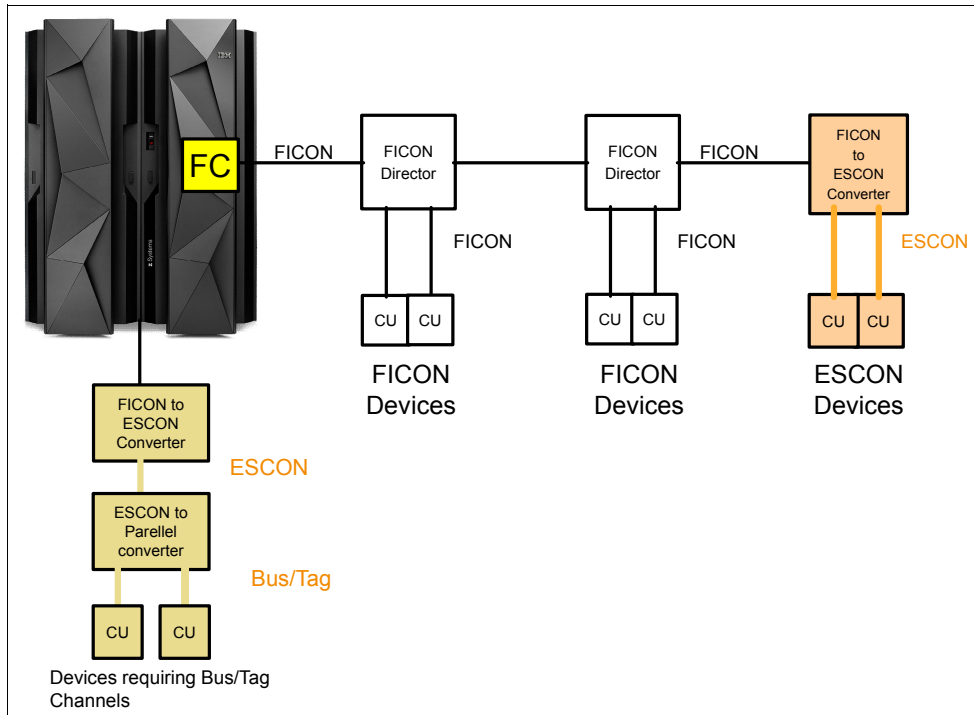 IBM
z Systems
FC
FICON
FICON
Director
FICON
CU
CU
FICON
Devices
FICON
Director
FICON
FICON
CU
CU
FICON
Devices
FICON
to
ESCON
Converter
ESCON
CU
CU
ESCON
Devices
FICON to
ESCON
Converter
ESCON
ESCON to
Parellel
converter
Bus/Tag
CU
CU
Devices requiring Bus/Tag
Channels